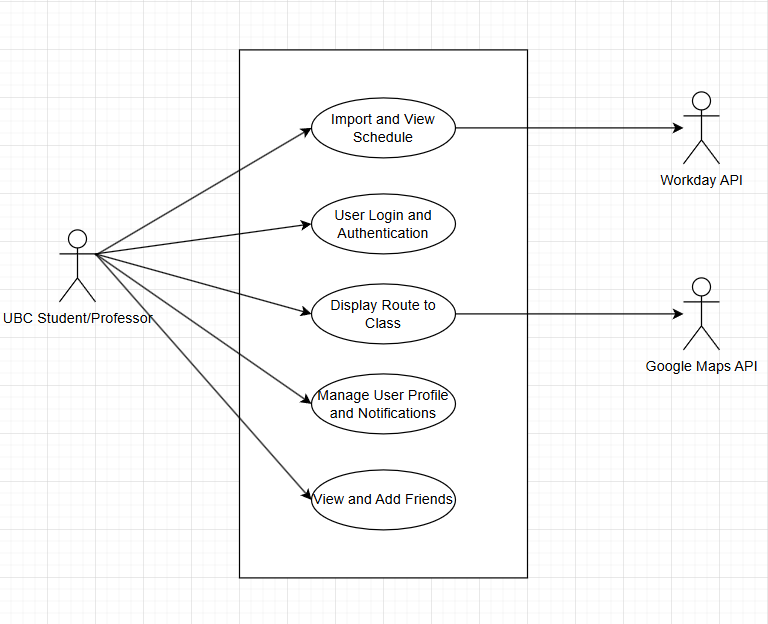 Import and View
Schedule
Workday API
User Login and
Authentication
UBC Student/Professor
Display Route to
Class
Google Maps API
Manage User Profile
and Notifications
View and Add Friends